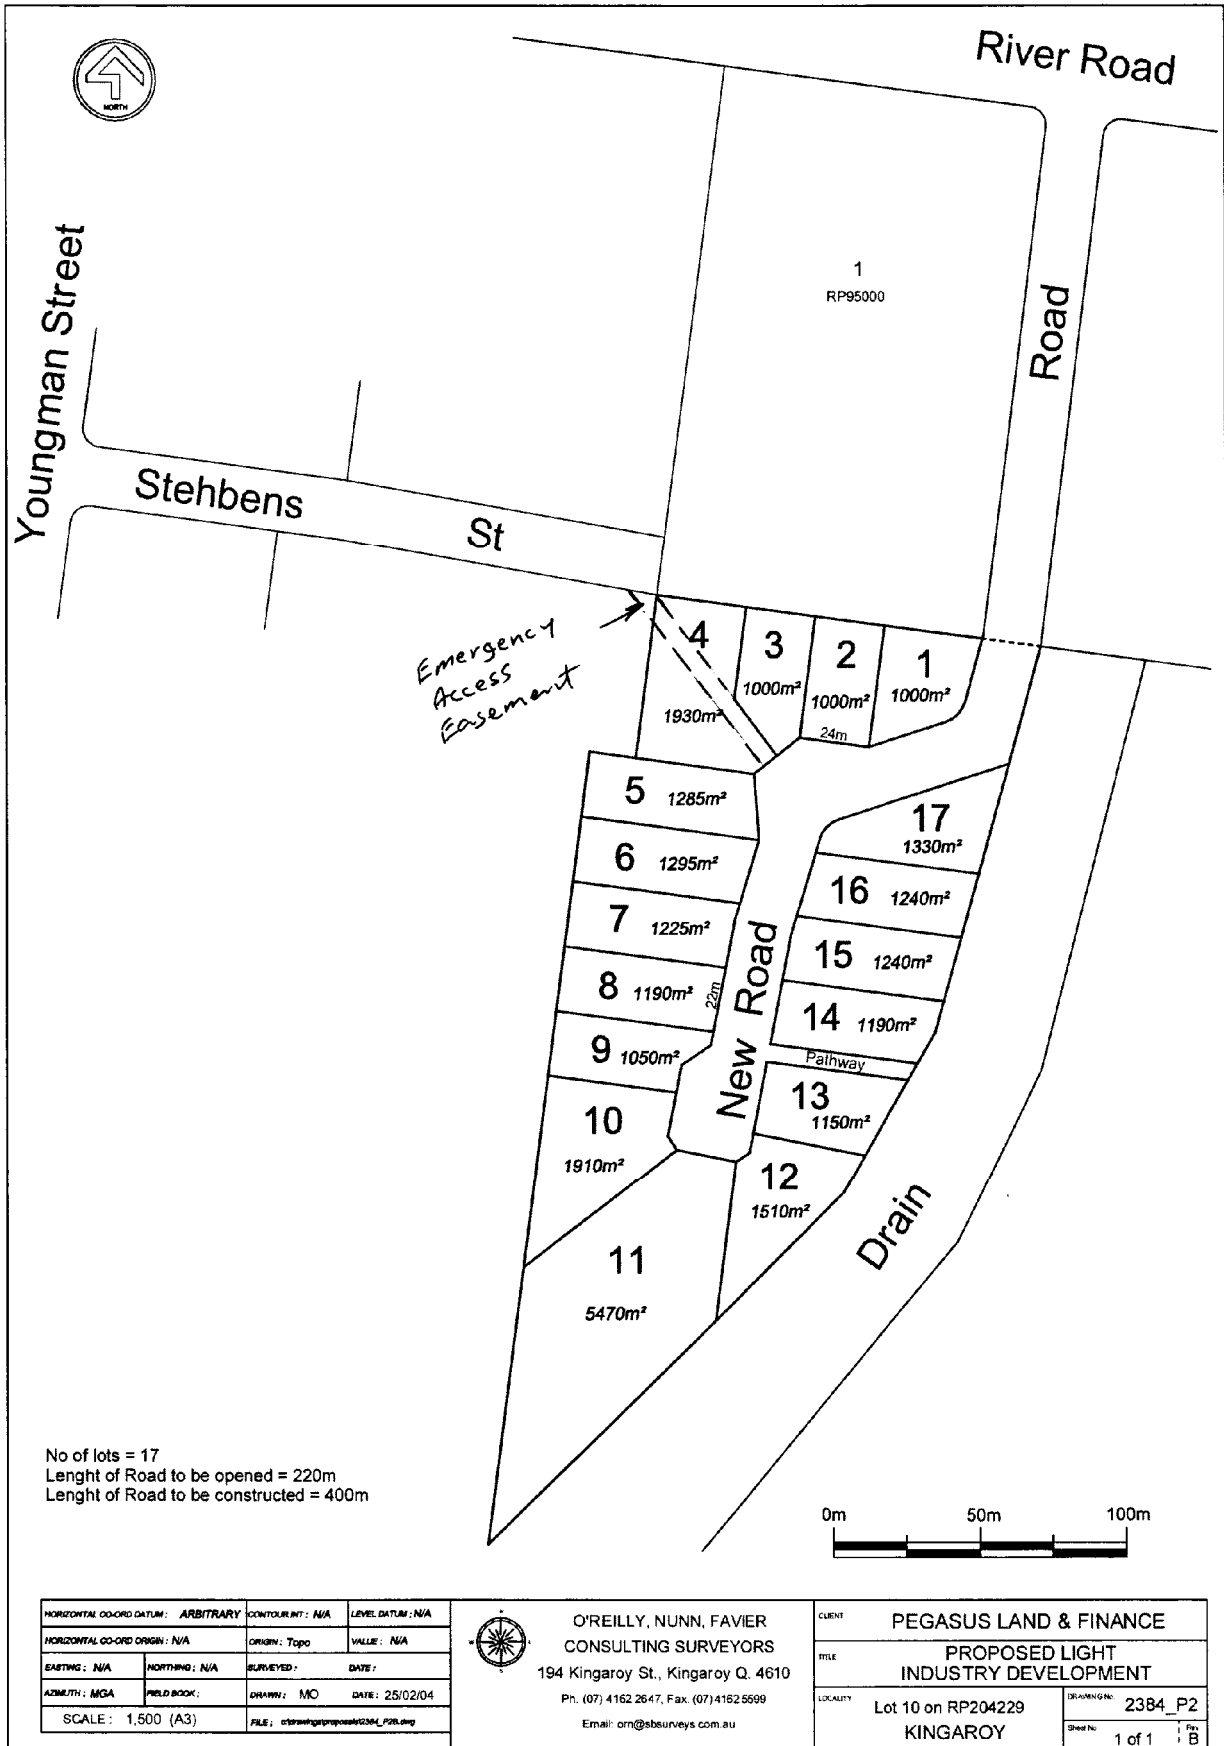 River Road
NORTH
Youngman Street
1
RP95000
Road
Stehbens
St
Emergency
Access
Easement
4
1930m²
3
1000m²
2
1000m²
24m
1
1000m²
5 1285m²
6 1295m²
7 1225m²
8 1190m²
22m
9 1050m²
10
1910m²
11
5470m²
12
1510m²
13
1150m²
Pathway
14 1190m²
15 1240m²
16 1240m²
17
1330m²
New Road
Drain
No of lots = 17
Lenght of Road to be opened = 220m
Lenght of Road to be constructed = 400m
0m 50m 100m
HORIZONTAL CO-ORD DATUM: ARBITRARY CONTOUR INT: N/A LEVEL DATUM: N/A
HORIZONTAL CO-ORD ORIGIN: N/A ORIGIN: Topo VALUE: N/A
EASTING: N/A NORTHING: N/A SURVEYED: DATE:
AZIMUTH: MGA FIELD BOOK: DRAWN: MO DATE: 25/02/04
SCALE: 1,500 (A3) FILE:
O'REILLY, NUNN, FAVIER
CONSULTING SURVEYORS
194 Kingaroy St., Kingaroy Q. 4610
Ph. (07) 4162 2647, Fax. (07) 4162 5599
Email: orn@sbsurveys.com.au
CLIENT PEGASUS LAND & FINANCE
TITLE PROPOSED LIGHT
INDUSTRY DEVELOPMENT
LOCALITY Lot 10 on RP204229
KINGAROY
DRAWING No. 2384_P2
Sheet No 1 of 1 Rev B